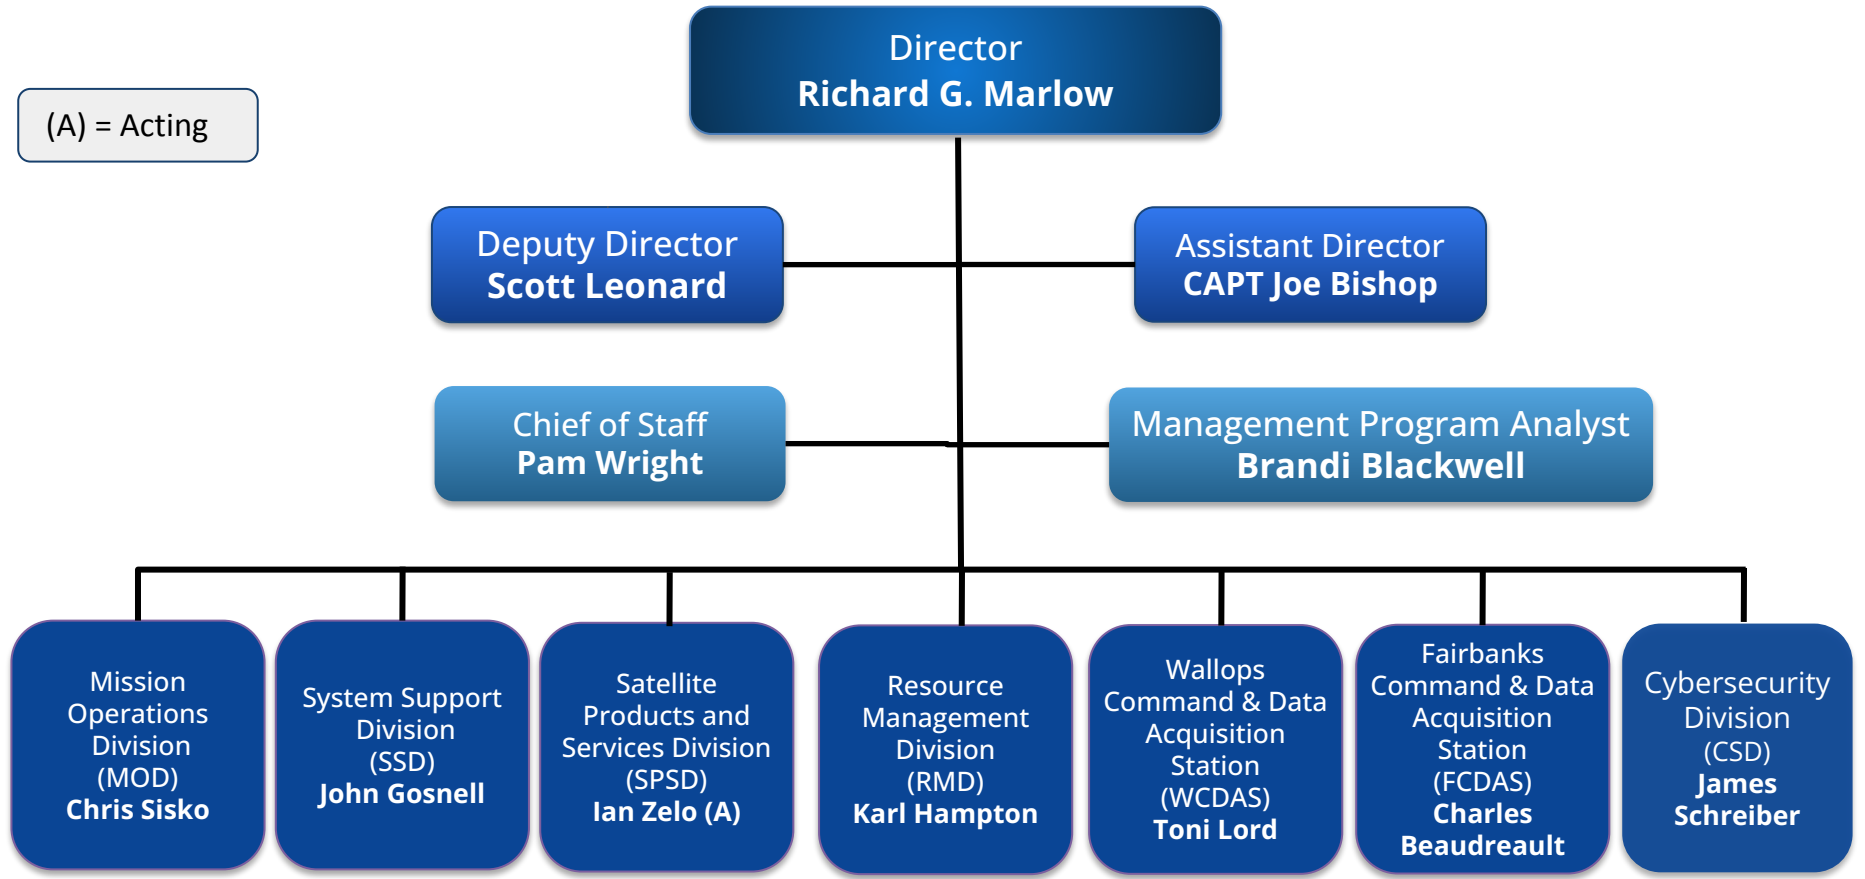 Director
Richard G. Marlow
(A) = Acting
Deputy Director
Scott Leonard
Assistant Director
CAPT Joe Bishop
Chief of Staff
Pam Wright
Management Program Analyst
Brandi Blackwell
Mission
Operations
Division
(MOD)
Chris Sisko
System Support
Division
(SSD)
John Gosnell
Satellite
Products and
Services Division
(SPSD)
Ian Zelo (A)
Resource
Management
Division
(RMD)
Karl Hampton
Wallops
Command & Data
Acquisition
Station
(WCDAS)
Toni Lord
Fairbanks
Command & Data
Acquisition
Station
(FCDAS)
Charles
Beaudreault
Cybersecurity
Division
(CSD)
James
Schreiber